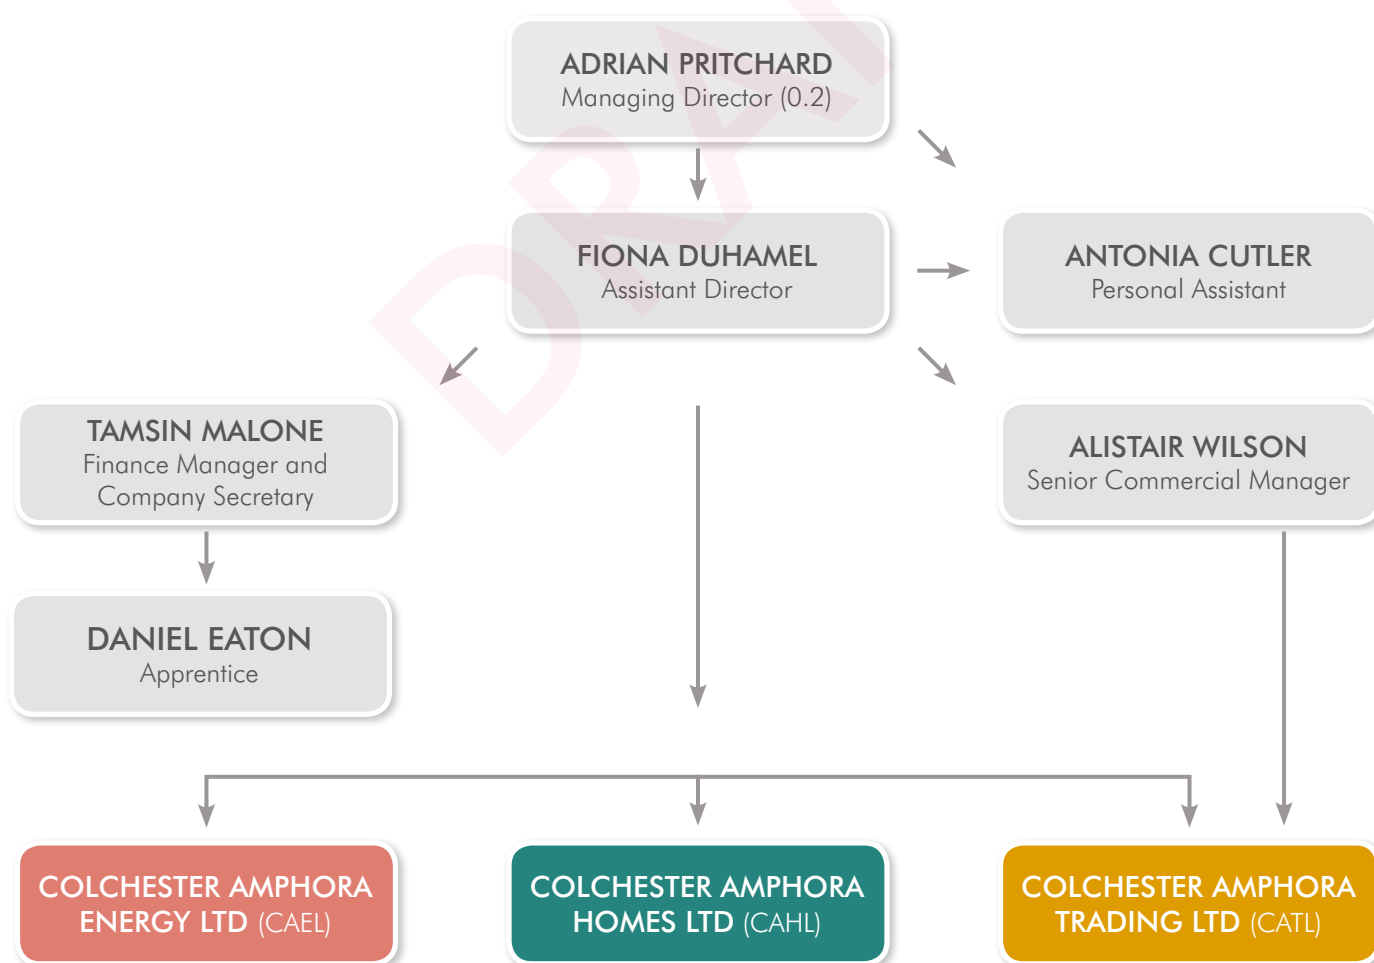 ADRIAN PRITCHARD
Managing Director (0.2)
FIONA DUHAMEL
Assistant Director
ANTONIA CUTLER
Personal Assistant
TAMSIN MALONE
Finance Manager and
Company Secretary
ALISTAIR WILSON
Senior Commercial Manager
DANIEL EATON
Apprentice
COLCHESTER AMPHORA
ENERGY LTD (CAEL)
COLCHESTER AMPHORA
HOMES LTD (CAHL)
COLCHESTER AMPHORA
TRADING LTD (CATL)